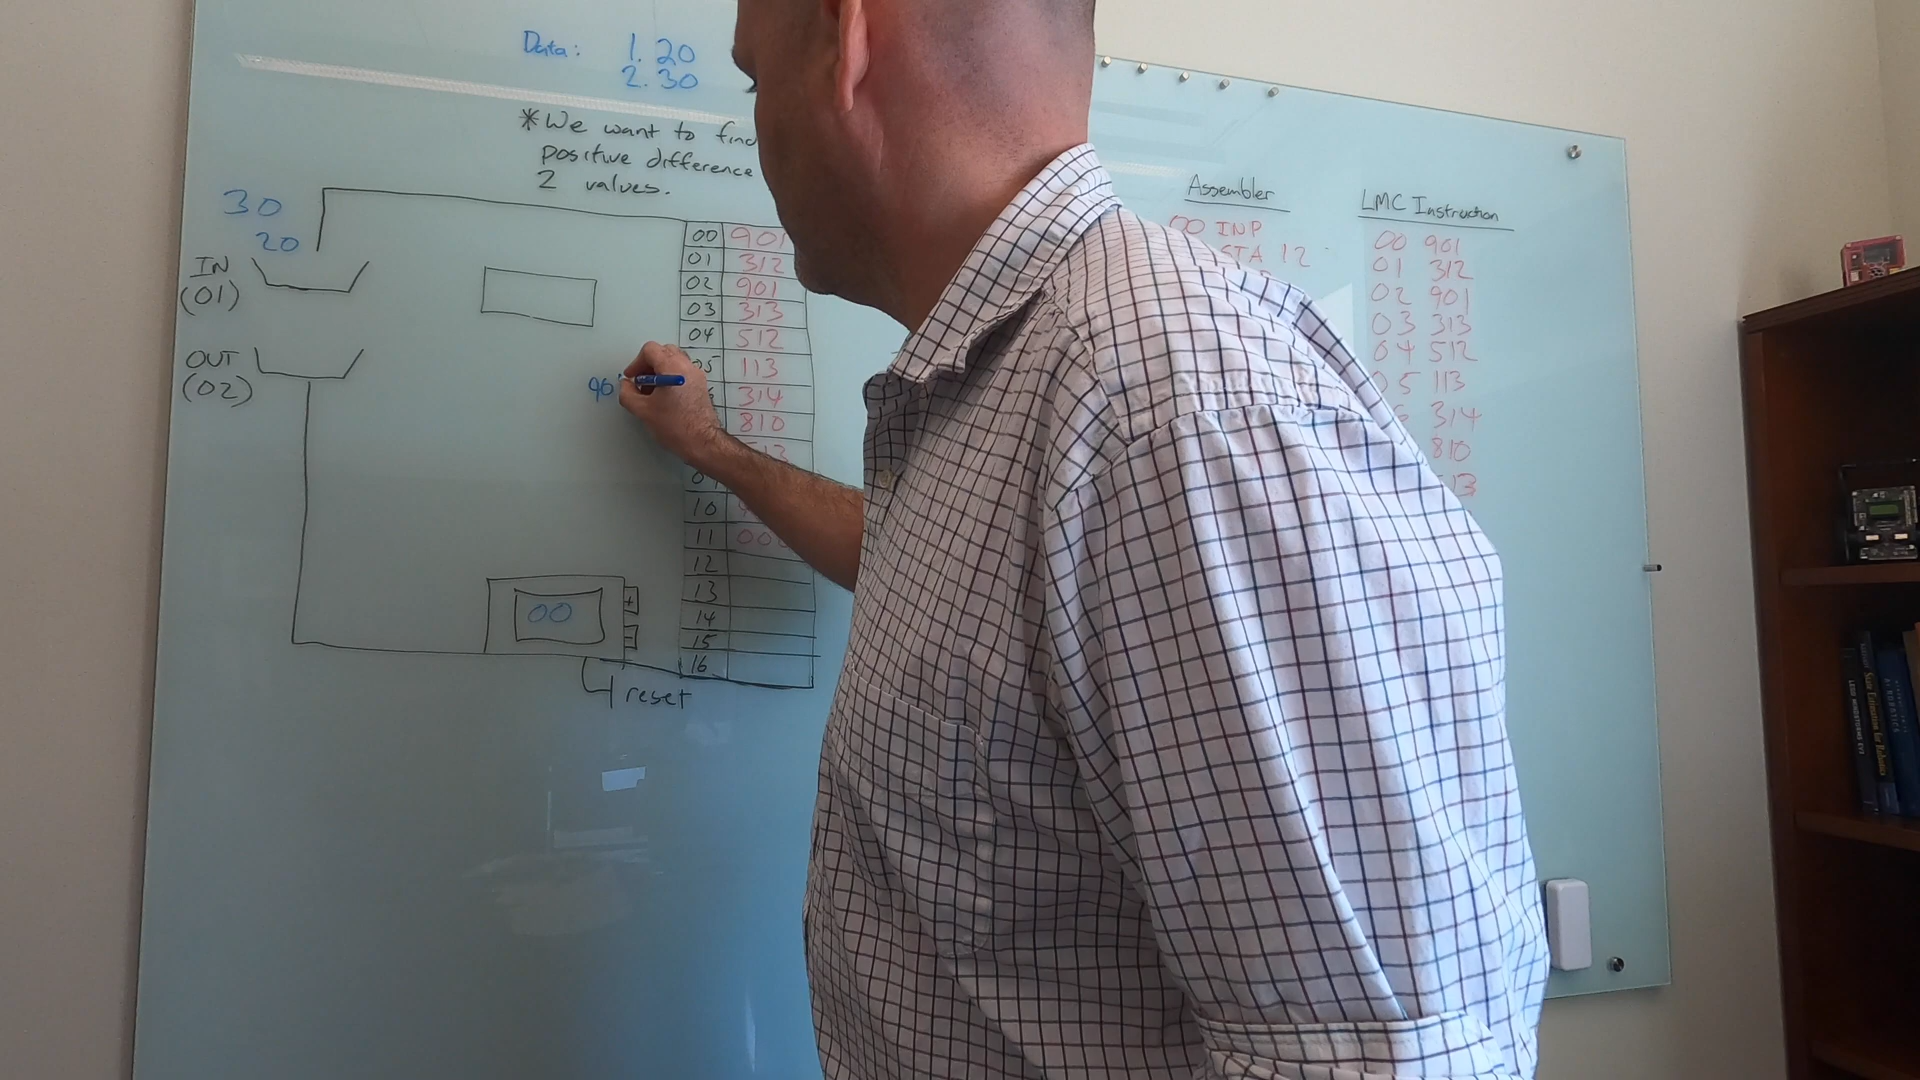 Data: 1. 20
2. 30
*We want to find
positive difference
2 values.
30
20
IN
(01)
OUT
(02)
00 901
01 312
02 901
03 313
04 512
05 113
314
810
10
11
12
13
14
15
16
00
+
-
reset
Assembler
00 INP
STA 12
LMC Instruction
00 901
01 312
02 901
03 313
04 512
05 113
314
810